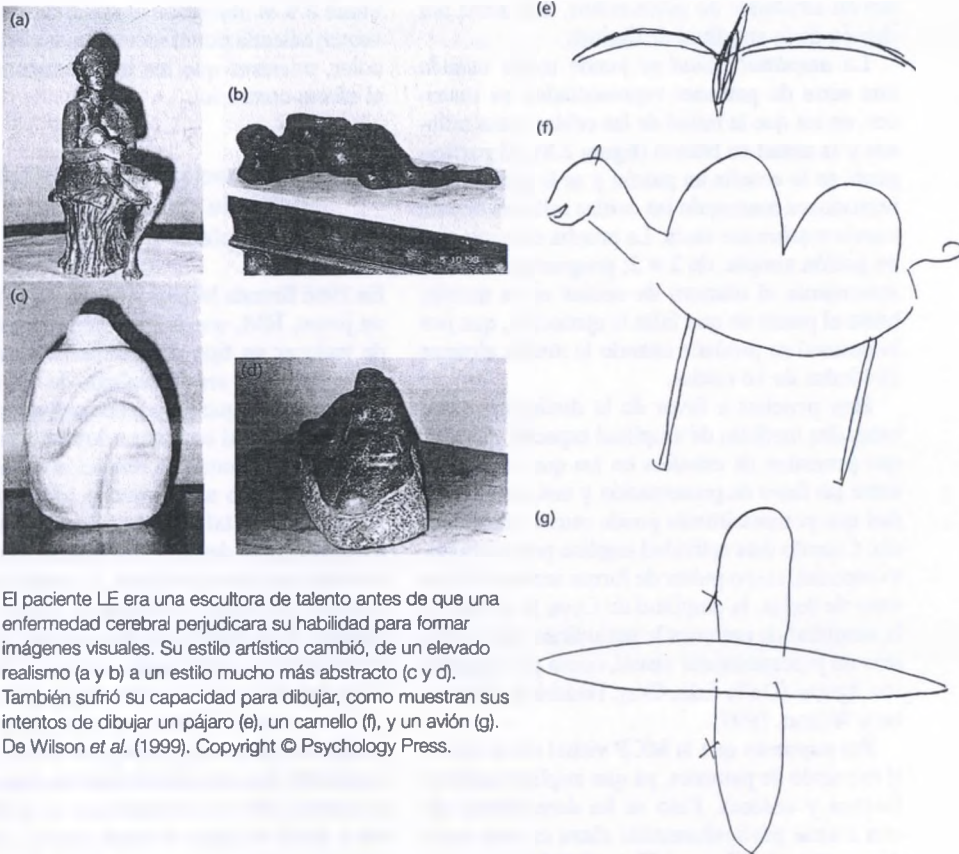 (a)
(b)
5·10·98
(c)
(d)
(e)
(f)
(g)
El paciente LE era una escultora de talento antes de que una
enfermedad cerebral perjudicara su habilidad para formar
imágenes visuales. Su estilo artístico cambió, de un elevado
realismo (a y b) a un estilo mucho más abstracto (c y d).
También sufrió su capacidad para dibujar, como muestran sus
intentos de dibujar un pájaro (e), un camello (f), y un avión (g).
De Wilson et al. (1999). Copyright © Psychology Press.